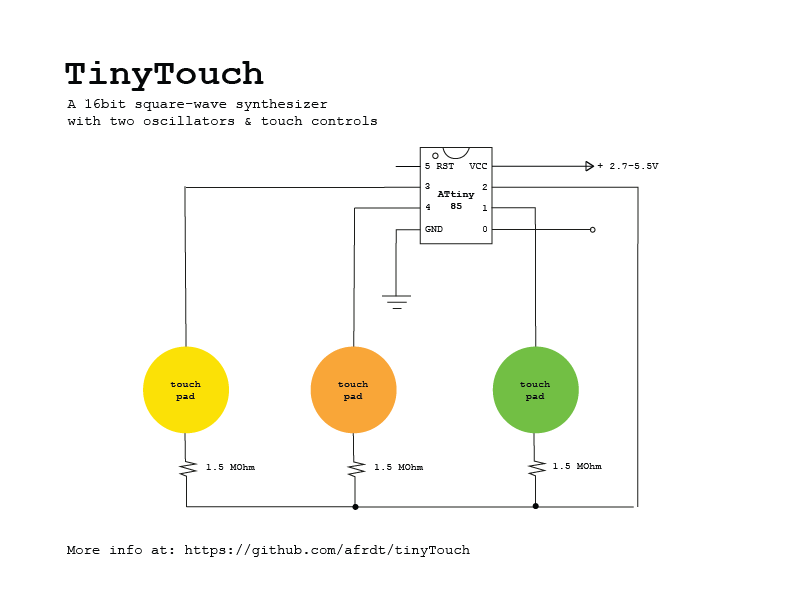 TinyTouch
A 16bit square-wave synthesizer
with two oscillators & touch controls
5 RST VCC
+ 2.7-5.5V
3 2
ATtiny
85
4 1
GND 0
touch
pad
touch
pad
touch
pad
1.5 MOhm
1.5 MOhm
1.5 MOhm
More info at: https://github.com/afrdt/tinyTouch